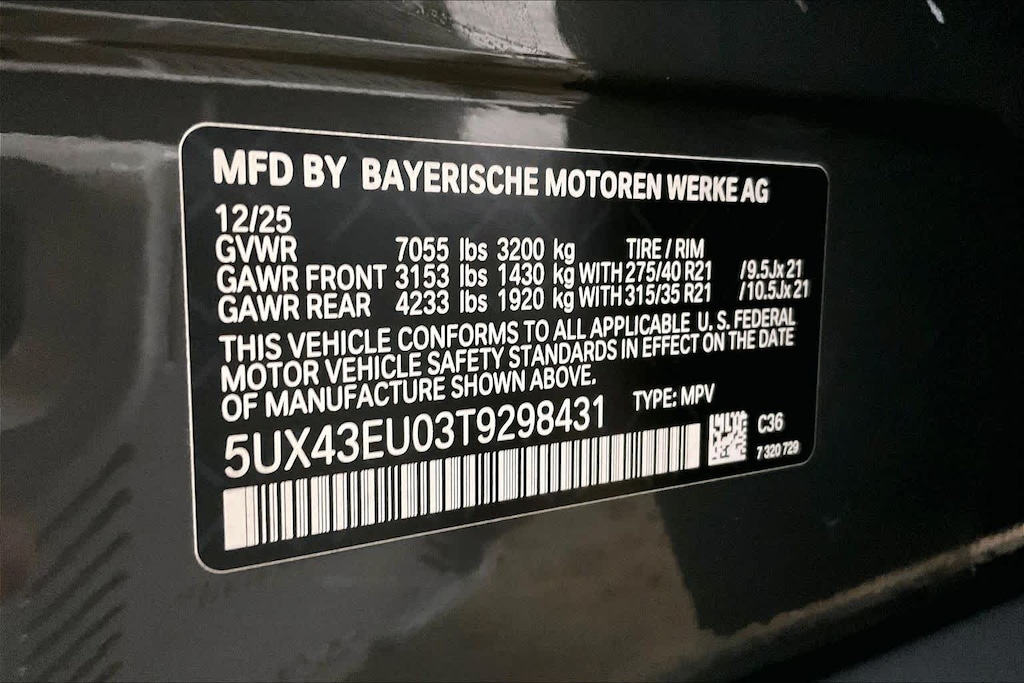 MFD BY BAYERISCHE MOTOREN WERKE AG
12/25
GVWR 7055 lbs 3200 kg TIRE / RIM
GAWR FRONT 3153 lbs 1430 kg WITH 275/40 R21 /9.5Jx21
GAWR REAR 4233 lbs 1920 kg WITH 315/35 R21 /10.5Jx21
THIS VEHICLE CONFORMS TO ALL APPLICABLE U.S. FEDERAL
MOTOR VEHICLE SAFETY STANDARDS IN EFFECT ON THE DATE
OF MANUFACTURE SHOWN ABOVE.
5UX43EU03T9298431 TYPE: MPV
C36
7 320 729